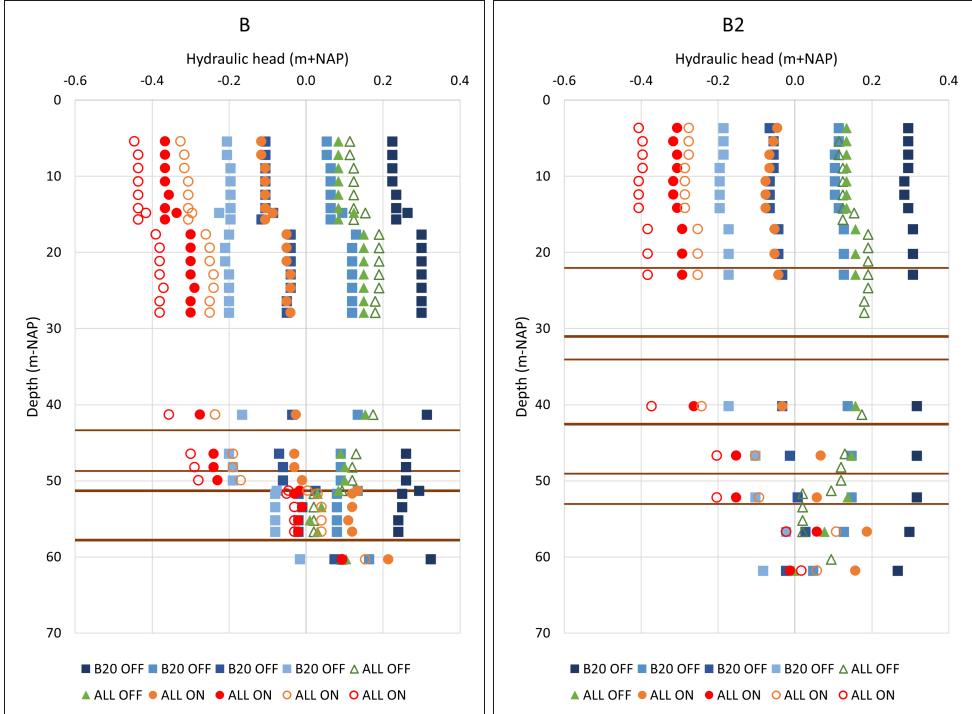 B
Hydraulic head (m+NAP)
-0.6 -0.4 -0.2 0.0 0.2 0.4
0
10
20
30
40
50
60
70
Depth (m-NAP)
B20 OFF B20 OFF B20 OFF B20 OFF ALL OFF
ALL OFF ALL ON ALL ON ALL ON ALL ON
B2
Hydraulic head (m+NAP)
-0.6 -0.4 -0.2 0.0 0.2 0.4
0
10
20
30
40
50
60
70
Depth (m-NAP)
B20 OFF B20 OFF B20 OFF B20 OFF ALL OFF
ALL OFF ALL ON ALL ON ALL ON ALL ON